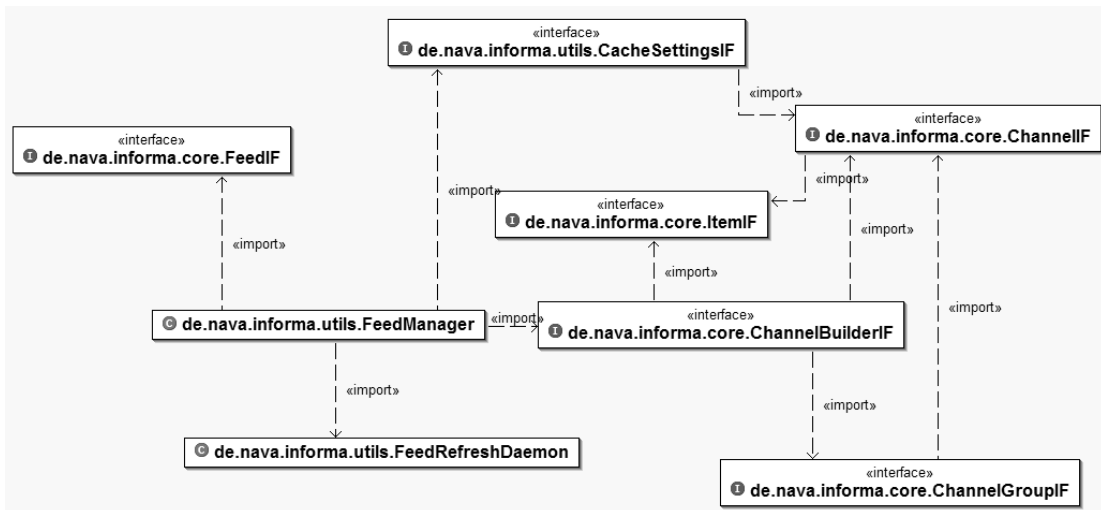 «interface»
de.nava.informa.utils.CacheSettingsIF
«import»
«interface»
de.nava.informa.core.ChannelIF
«interface»
de.nava.informa.core.FeedIF
«import»
«import»
«interface»
de.nava.informa.core.ItemIF
«import»
«import»
«import»
«import»
«interface»
de.nava.informa.core.ChannelBuilderIF
de.nava.informa.utils.FeedManager
«import»
«import»
«import»
de.nava.informa.utils.FeedRefreshDaemon
«interface»
de.nava.informa.core.ChannelGroupIF